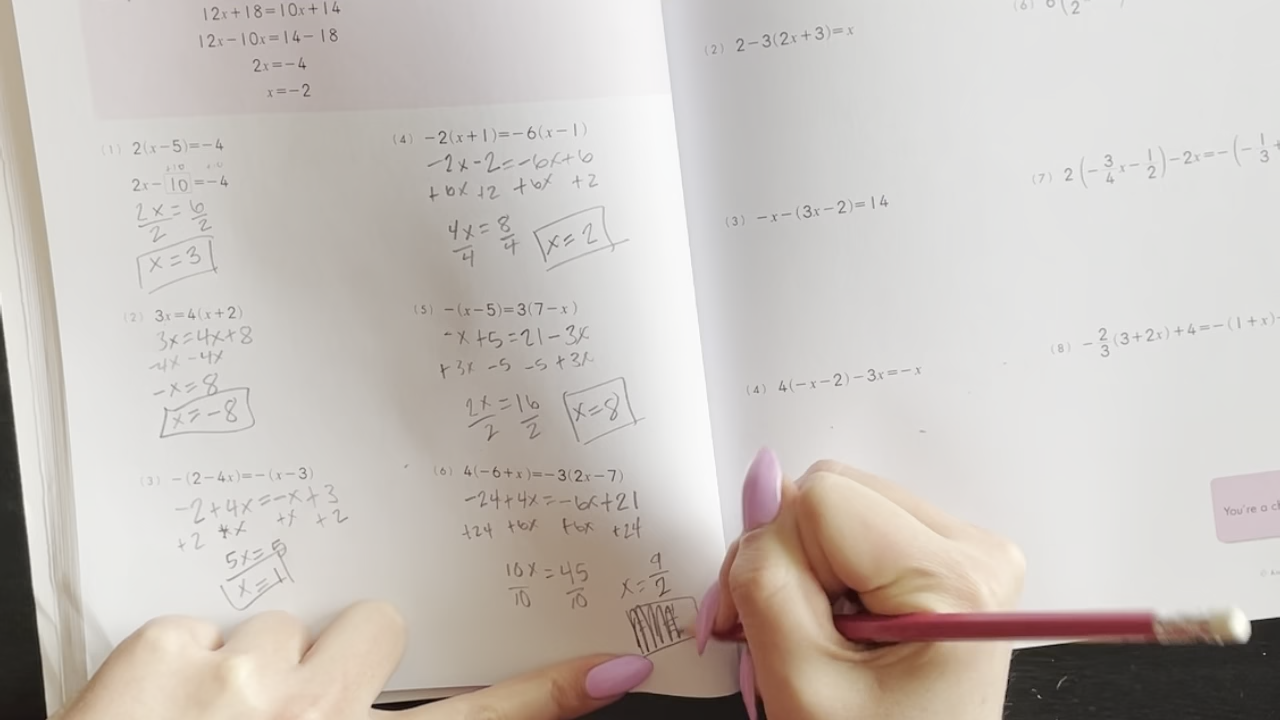 12x+18=10x+14
12x-10x=14-18
2x=-4
x=-2
(1) 2(x-5)=-4
+10 +10
2x-10=-4
2x/2=6/2
x=3
(2) 3x=4(x+2)
3x=4x+8
-4x -4x
-x=8
x=-8
(3) -(2-4x)=-(x-3)
-2+4x=-x+3
+2 +x +x +2
5x=5
x=1
(4) -2(x+1)=-6(x-1)
-2x-2=-6x+6
+6x +2 +6x +2
4x/4=8/4 x=2
(5) -(x-5)=3(7-x)
-x+5=21-3x
+3x -5 -5 +3x
2x/2=16/2 x=8
(6) 4(-6+x)=-3(2x-7)
-24+4x=-6x+21
+24 +6x +6x +24
10x/10=45/10 x=9/2
(2) 2-3(2x+3)=x
(3) -x-(3x-2)=14
(4) 4(-x-2)-3x=-x
(6) 6(
2
(7) 2(-3/4x-1/2)-2x=-(-1/3+
(8) -2/3(3+2x)+4=-(1+x)-
You're a